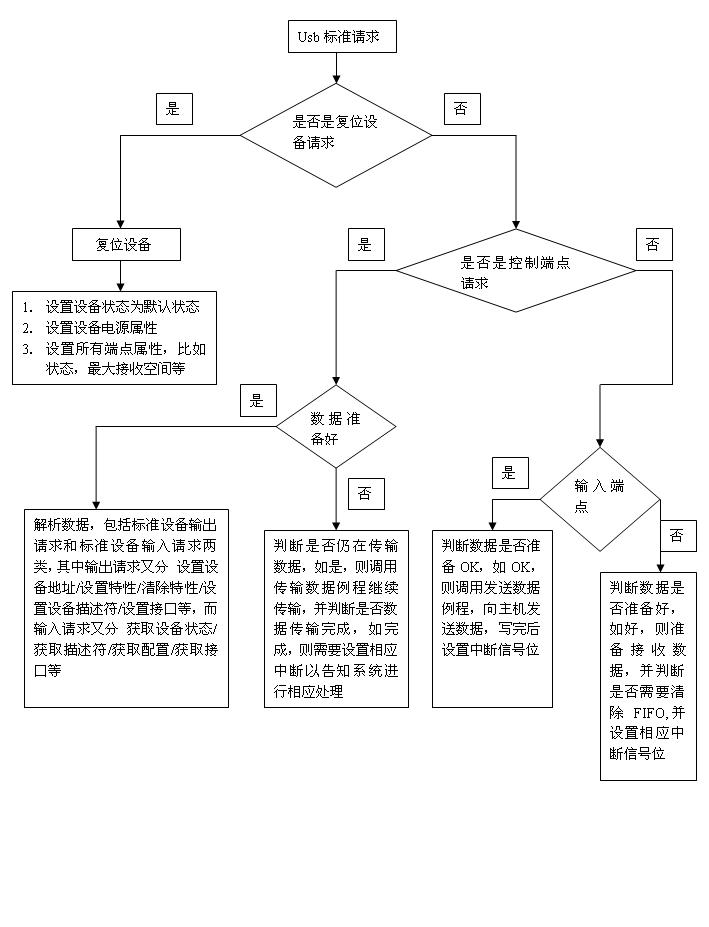 Usb 标准请求
是
否
是否是复位设
备请求
复位设备
是
否
是否是控制端点
请求
1. 设置设备状态为默认状态
2. 设置设备电源属性
3. 设置所有端点属性，比如
状态，最大接收空间等
是
数据准
备好
否
是
输入端
点
否
解析数据，包括标准设备输出
请求和标准设备输入请求两
类，其中输出请求又分 设置设
备地址/设置特性/清除特性/设
置设备描述符/设置接口等，而
输入请求又分 获取设备状态/
获取描述符/获取配置/获取接
口等
判断是否仍在传输
数据，如是，则调用
传输数据例程继续
传输，并判断是否数
据传输完成，如完
成，则需要设置相应
中断以告知系统进
行相应处理
判断数据是否准
备 OK，如 OK，
则调用发送数据
例程，向主机发
送数据，写完后
设置中断信号位
判断数据是
否准备好，
如好，则准
备接收数
据，并判断
是否需要清
除 FIFO,并
设置相应中
断信号位